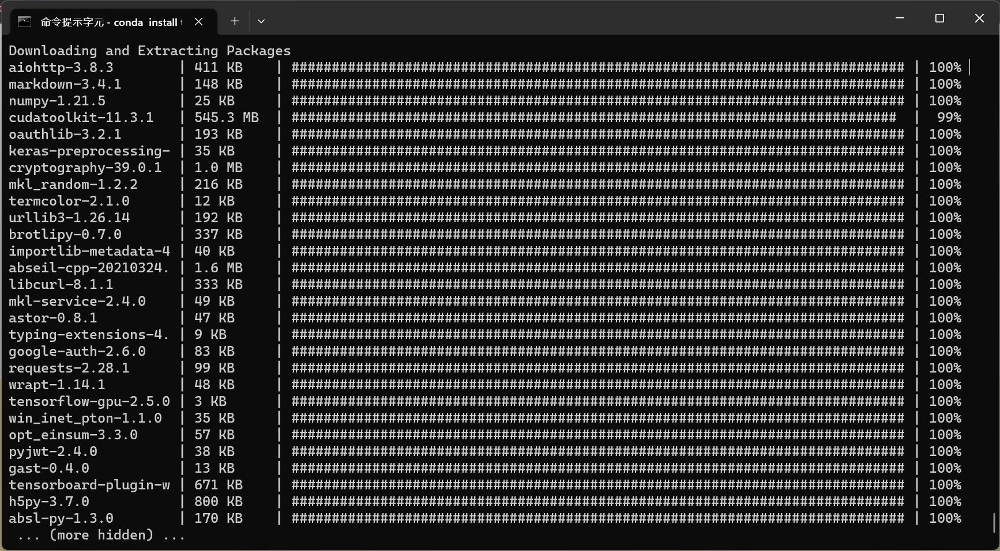 命令提示字元 - conda  install
Downloading and Extracting Packages
aiohttp-3.8.3        | 411 KB    | ############################################################################ | 100%
markdown-3.4.1       | 148 KB    | ############################################################################ | 100%
numpy-1.21.5         | 25 KB     | ############################################################################ | 100%
cudatoolkit-11.3.1   | 545.3 MB  | ###########################################################################  |  99%
oauthlib-3.2.1       | 193 KB    | ############################################################################ | 100%
keras-preprocessing- | 35 KB     | ############################################################################ | 100%
cryptography-39.0.1  | 1.0 MB    | ############################################################################ | 100%
mkl_random-1.2.2     | 216 KB    | ############################################################################ | 100%
termcolor-2.1.0      | 12 KB     | ############################################################################ | 100%
urllib3-1.26.14      | 192 KB    | ############################################################################ | 100%
brotlipy-0.7.0       | 337 KB    | ############################################################################ | 100%
importlib-metadata-4 | 40 KB     | ############################################################################ | 100%
abseil-cpp-20210324. | 1.6 MB    | ############################################################################ | 100%
libcurl-8.1.1        | 333 KB    | ############################################################################ | 100%
mkl-service-2.4.0    | 49 KB     | ############################################################################ | 100%
astor-0.8.1          | 47 KB     | ############################################################################ | 100%
typing-extensions-4. | 9 KB      | ############################################################################ | 100%
google-auth-2.6.0    | 83 KB     | ############################################################################ | 100%
requests-2.28.1      | 99 KB     | ############################################################################ | 100%
wrapt-1.14.1         | 48 KB     | ############################################################################ | 100%
tensorflow-gpu-2.5.0 | 3 KB      | ############################################################################ | 100%
win_inet_pton-1.1.0  | 35 KB     | ############################################################################ | 100%
opt_einsum-3.3.0     | 57 KB     | ############################################################################ | 100%
pyjwt-2.4.0          | 38 KB     | ############################################################################ | 100%
gast-0.4.0           | 13 KB     | ############################################################################ | 100%
tensorboard-plugin-w | 671 KB    | ############################################################################ | 100%
h5py-3.7.0           | 800 KB    | ############################################################################ | 100%
absl-py-1.3.0        | 170 KB    | ############################################################################ | 100%
 ... (more hidden) ...